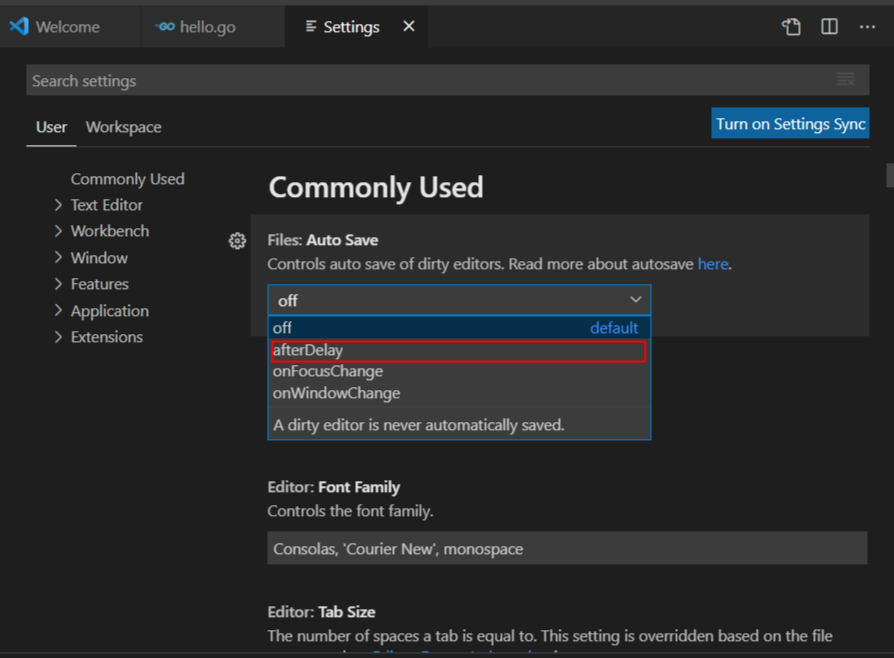 Welcome
hello.go
Settings
Search settings
User
Workspace
Turn on Settings Sync
Commonly Used
Text Editor
Workbench
Window
Features
Application
Extensions
Commonly Used
Files: Auto Save
Controls auto save of dirty editors. Read more about autosave here.
off
off default
afterDelay
onFocusChange
onWindowChange
A dirty editor is never automatically saved.
Editor: Font Family
Controls the font family.
Consolas, 'Courier New', monospace
Editor: Tab Size
The number of spaces a tab is equal to. This setting is overridden based on the file